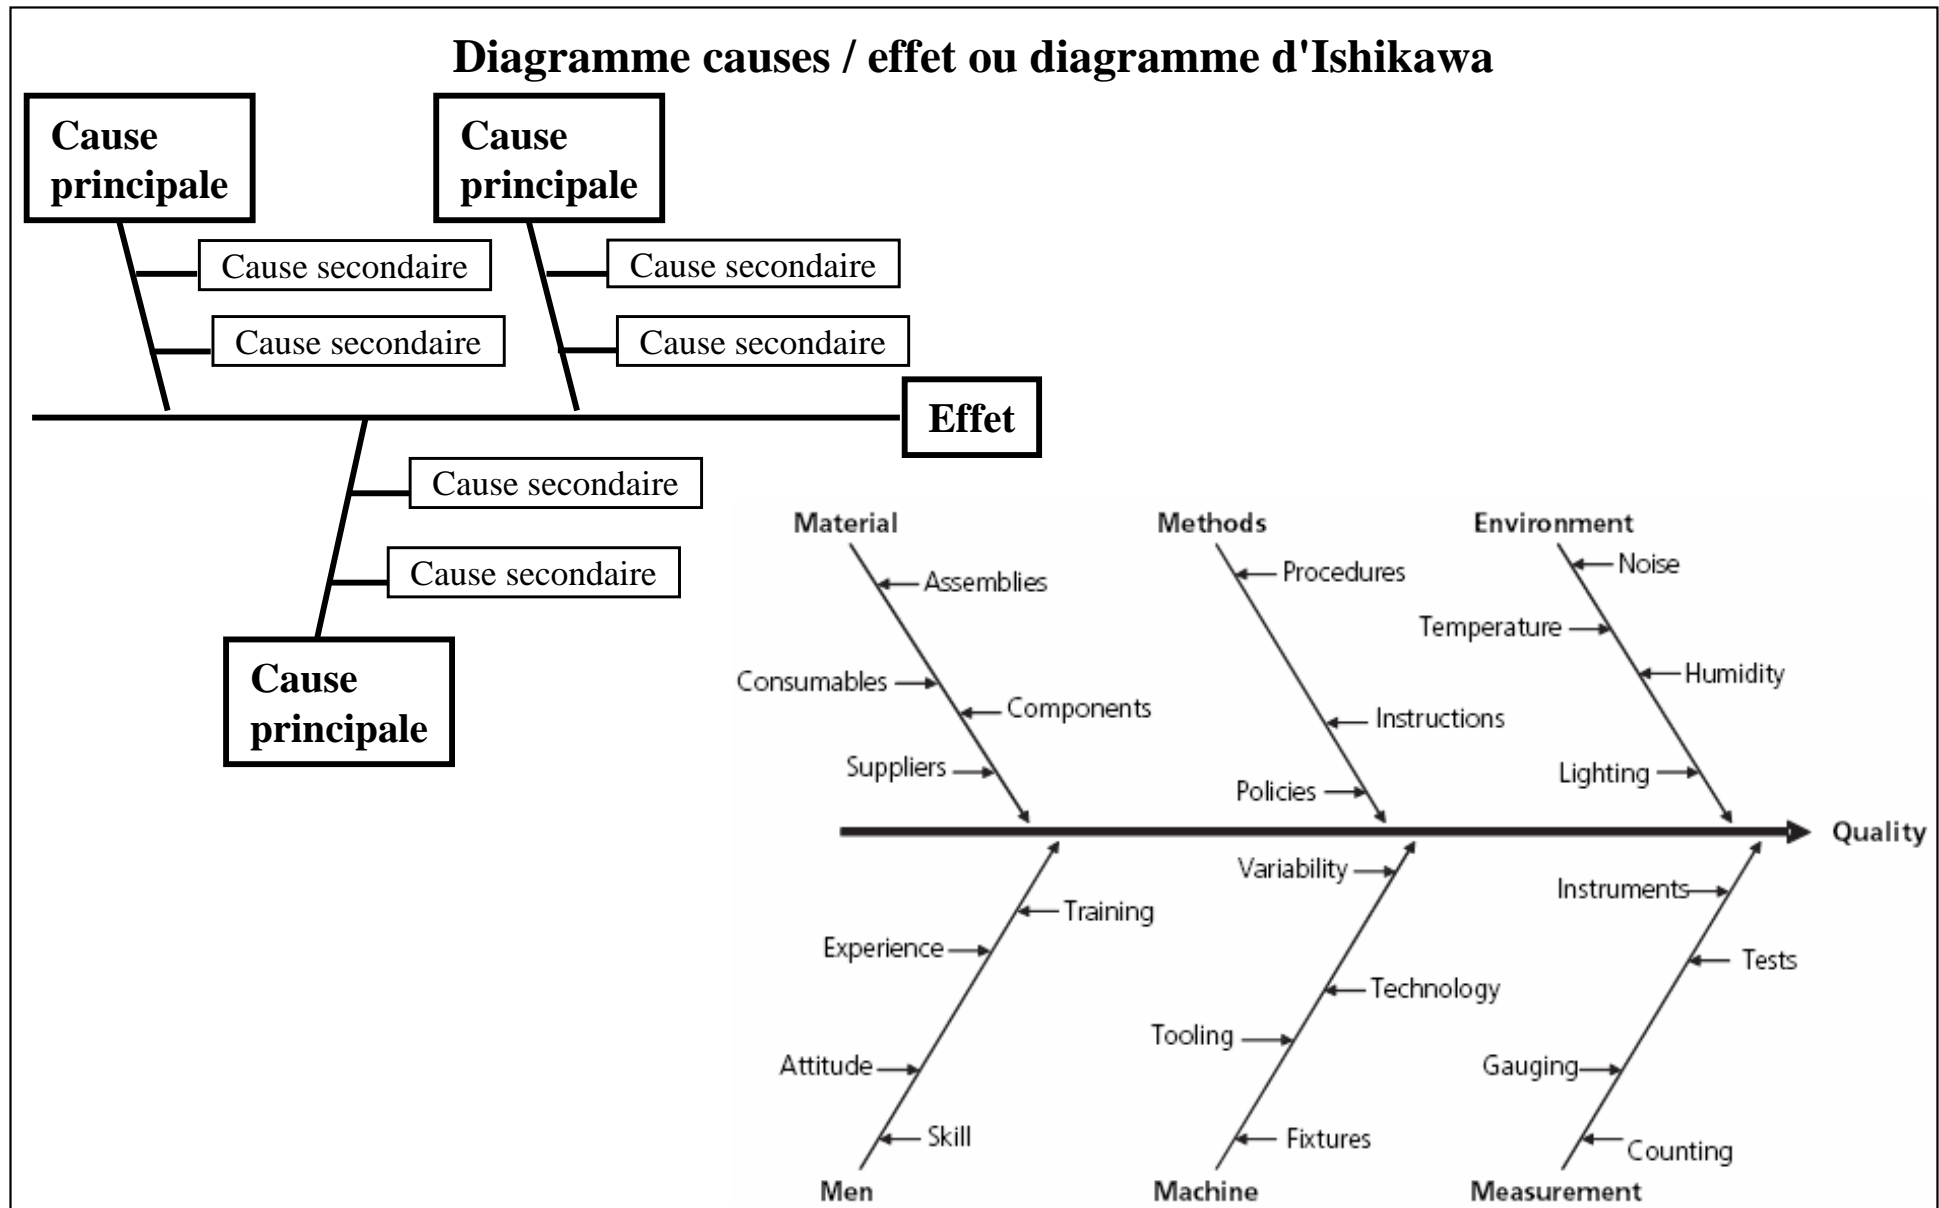 Diagramme causes / effet ou diagramme d'Ishikawa
Cause
principale
Cause
principale
Cause secondaire
Cause secondaire
Cause secondaire
Cause secondaire
Effet
Cause secondaire
Cause secondaire
Cause
principale
Material
Methods
Environment
Assemblies
Consumables
Components
Suppliers
Procedures
Instructions
Policies
Noise
Temperature
Humidity
Lighting
Quality
Training
Experience
Attitude
Skill
Variability
Technology
Tooling
Fixtures
Instruments
Tests
Gauging
Counting
Men
Machine
Measurement